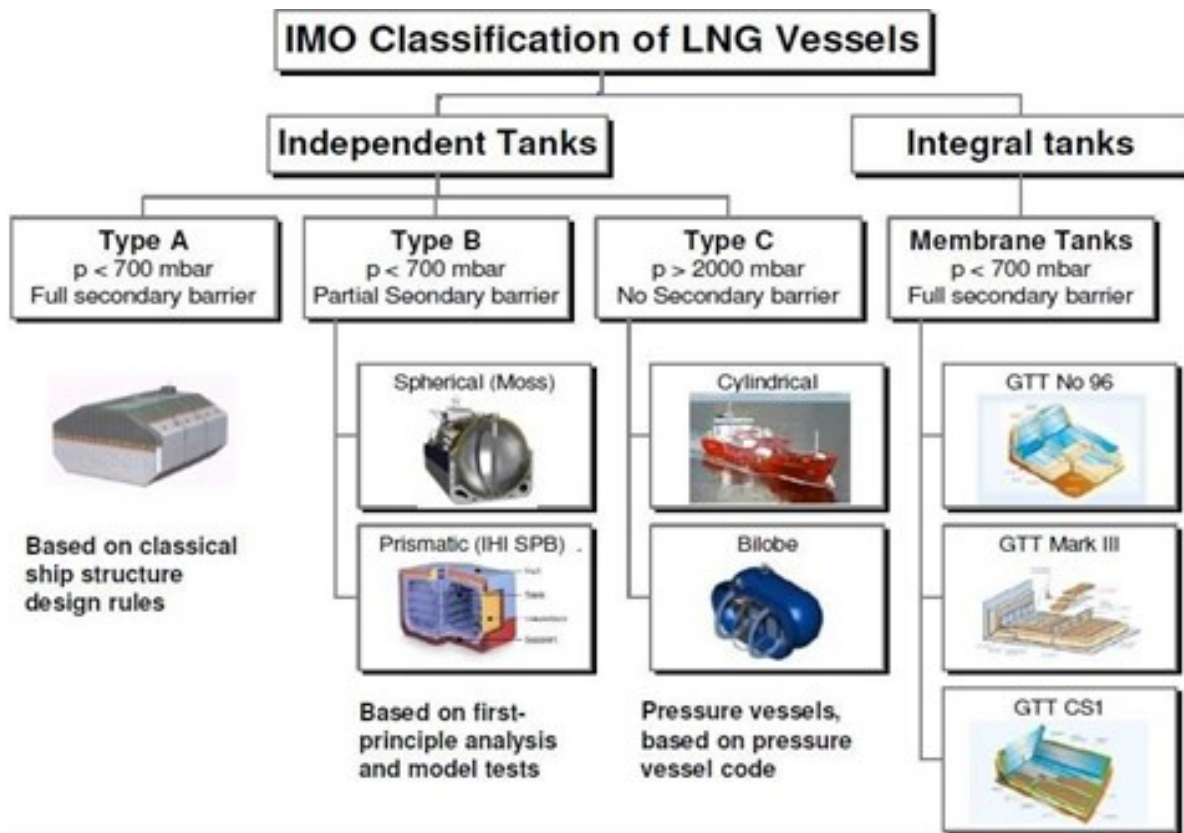 IMO Classification of LNG Vessels
Independent Tanks
Integral tanks
Type A
p < 700 mbar
Full secondary barrier
Type B
p < 700 mbar
Partial Seondary barrier
Type C
p > 2000 mbar
No Secondary barrier
Membrane Tanks
p < 700 mbar
Full secondary barrier
Based on classical
ship structure
design rules
Spherical (Moss)
Prismatic (IHI SPB) .
Based on first-
principle analysis
and model tests
Cylindrical
Bilobe
Pressure vessels,
based on pressure
vessel code
GTT No 96
GTT Mark III
GTT CS1